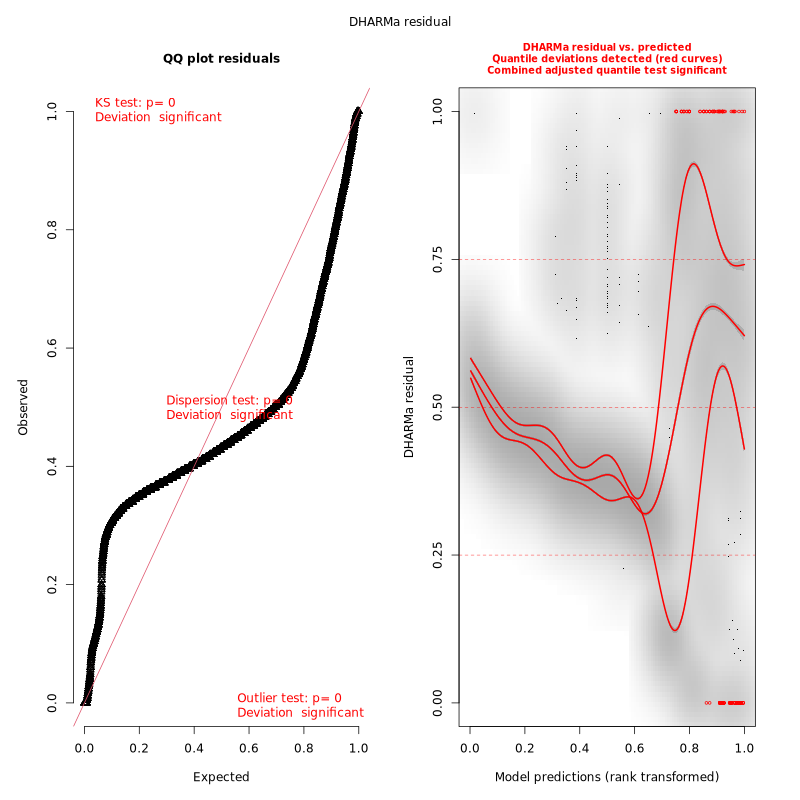 DHARMa residual
QQ plot residuals
KS test: p= 0
Deviation  significant
Dispersion test: p= 0
Deviation  significant
Outlier test: p= 0
Deviation  significant
Observed
0.0
0.2
0.4
0.6
0.8
1.0
0.0
0.2
0.4
0.6
0.8
1.0
Expected
DHARMa residual vs. predicted
Quantile deviations detected (red curves)
Combined adjusted quantile test significant
DHARMa residual
0.00
0.25
0.50
0.75
1.00
0.0
0.2
0.4
0.6
0.8
1.0
Model predictions (rank transformed)